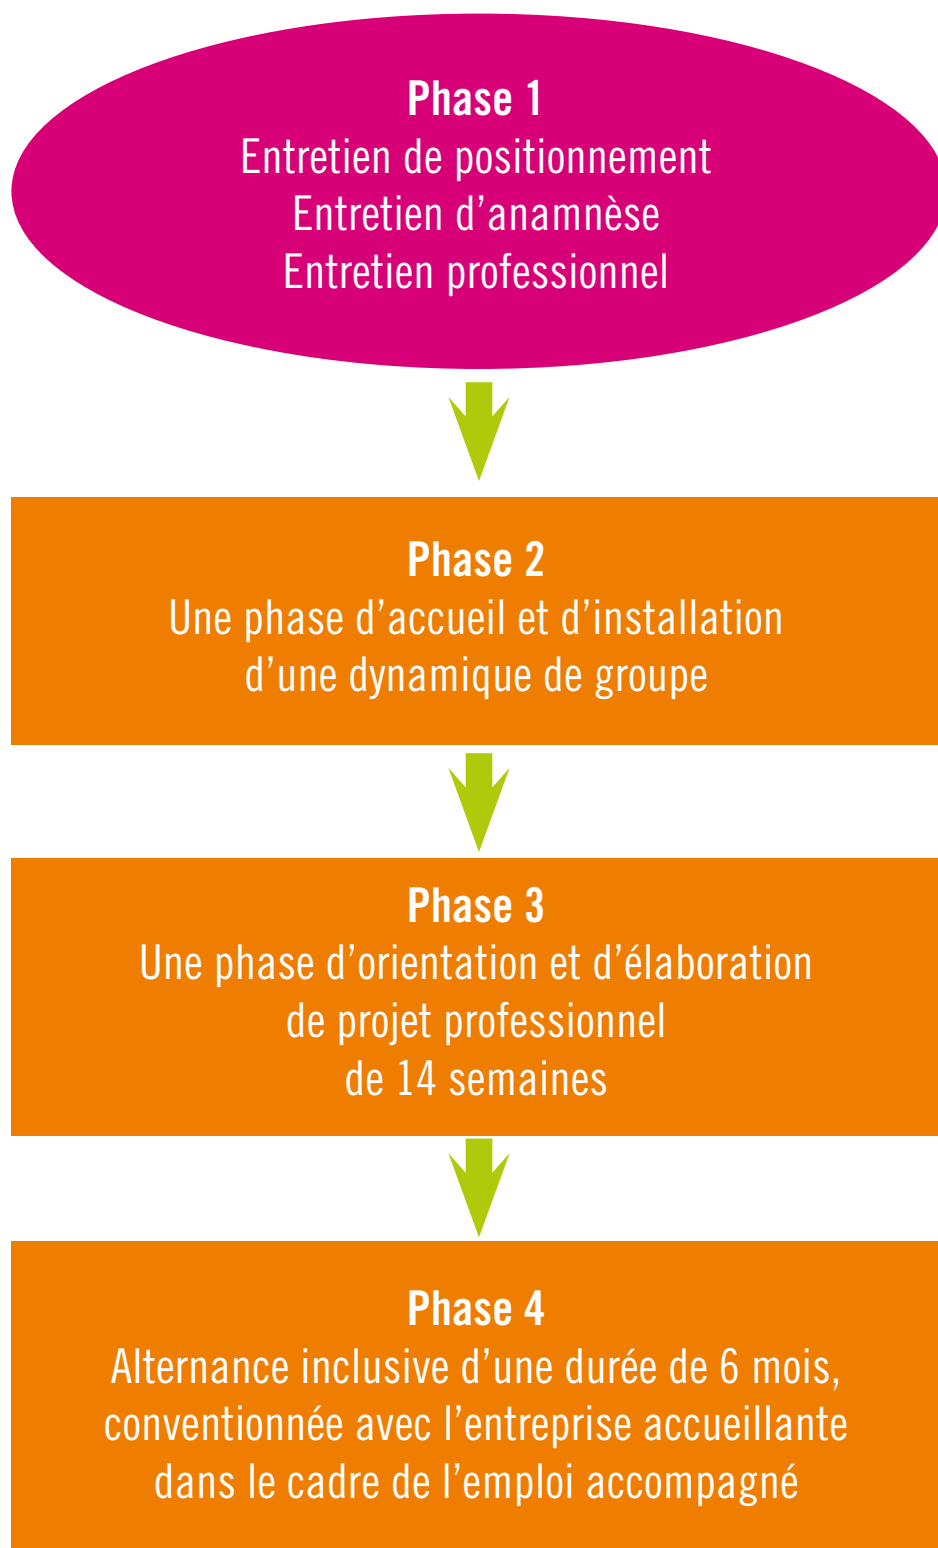 Phase 1
Entretien de positionnement
Entretien d’anamnèse
Entretien professionnel
Phase 2
Une phase d’accueil et d’installation
d’une dynamique de groupe
Phase 3
Une phase d’orientation et d’élaboration
de projet professionnel
de 14 semaines
Phase 4
Alternance inclusive d’une durée de 6 mois,
conventionnée avec l’entreprise accueillante
dans le cadre de l’emploi accompagné